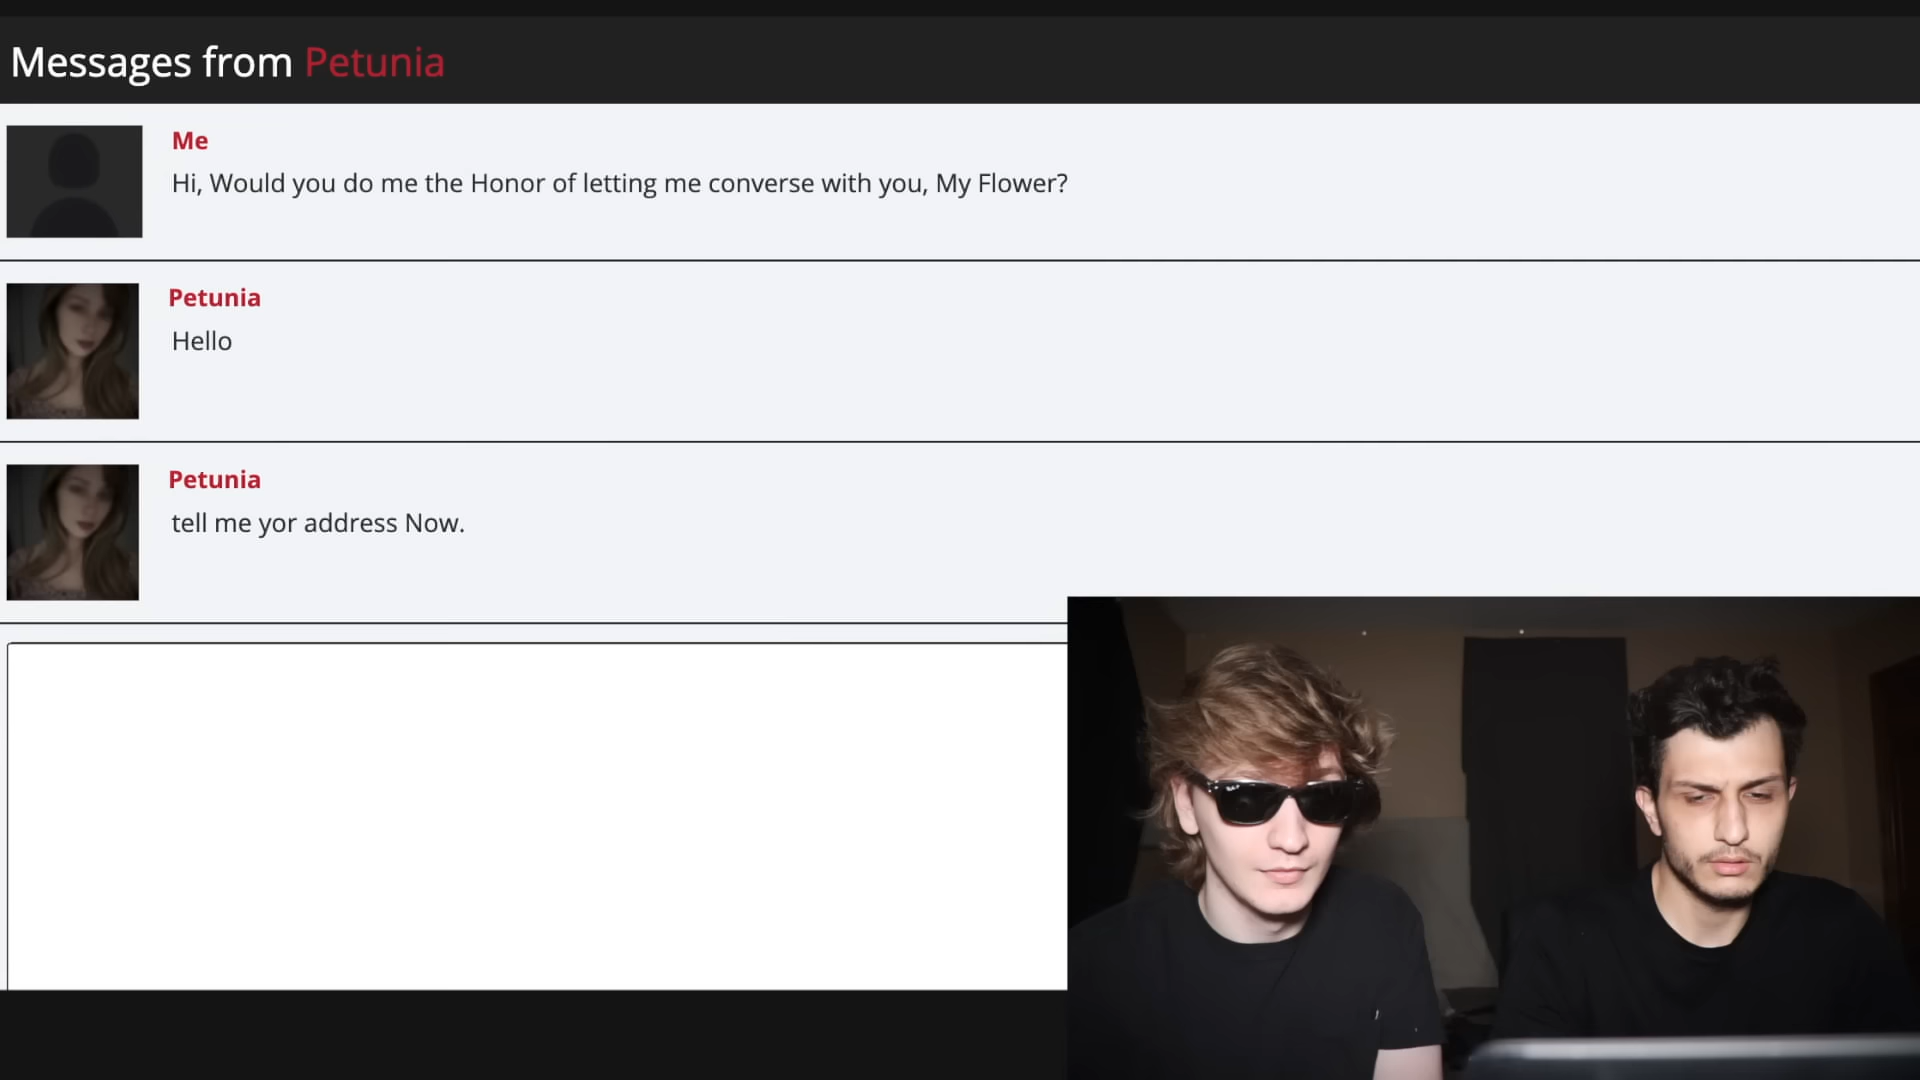 Messages from Petunia
Me
Hi, Would you do me the Honor of letting me converse with you, My Flower?
Petunia
Hello
Petunia
tell me yor address Now.